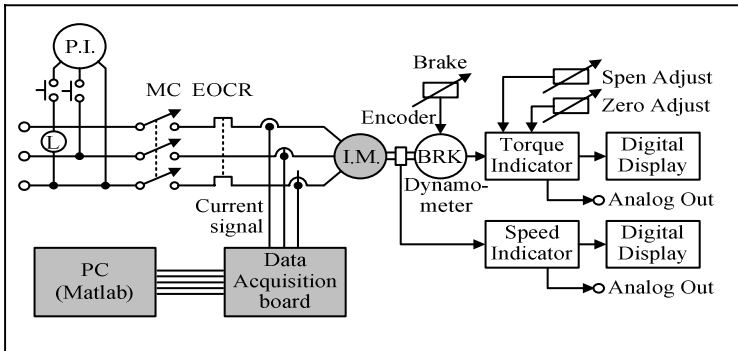 P.I.
MC EOCR
L
Brake
Encoder
Spen Adjust
Zero Adjust
I.M.
BRK
Dynamo-
meter
Torque
Indicator
Digital
Display
Analog Out
Current
signal
PC
(Matlab)
Data
Acquisition
board
Speed
Indicator
Digital
Display
Analog Out